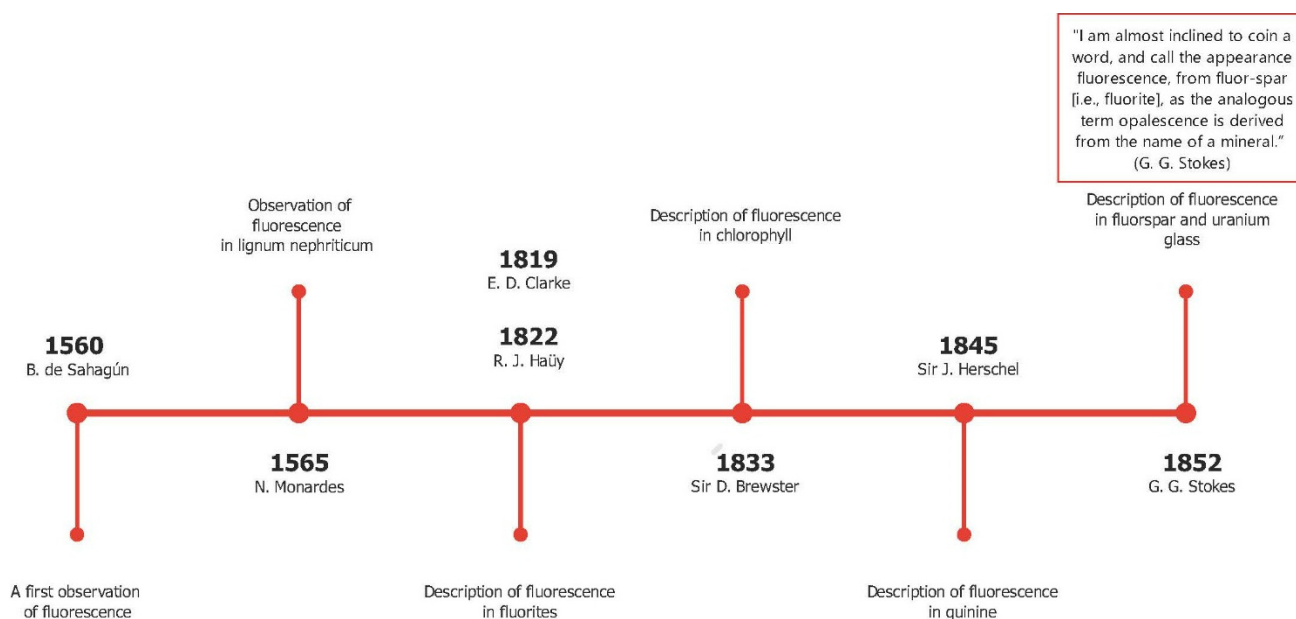 "I am almost inclined to coin a
word, and call the appearance
fluorescence, from fluor-spar
[i.e., fluorite], as the analogous
term opalescence is derived
from the name of a mineral."
(G. G. Stokes)
Observation of
fluorescence
in lignum nephriticum
Description of fluorescence
in chlorophyll
Description of fluorescence
in fluorspar and uranium
glass
1819
E. D. Clarke
1560
B. de Sahagún
1822
R. J. Haüy
1845
Sir J. Herschel
1565
N. Monardes
1833
Sir D. Brewster
1852
G. G. Stokes
A first observation
of fluorescence
Description of fluorescence
in fluorites
Description of fluorescence
in quinine